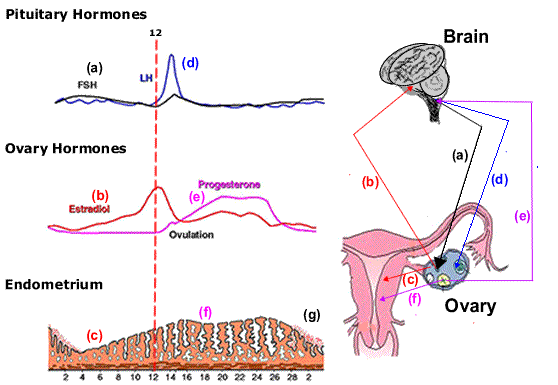 Pituitary Hormones
12
(a)
(d)
LH
FSH
Ovary Hormones
(b)
(e)
Progesterone
Estradiol
Ovulation
Endometrium
(f)
(g)
(c)
2 4 6 8 10 12 14 16 18 20 22 24 26 28 2
Brain
(a)
(b)
(d)
(e)
(c)
(f)
Ovary